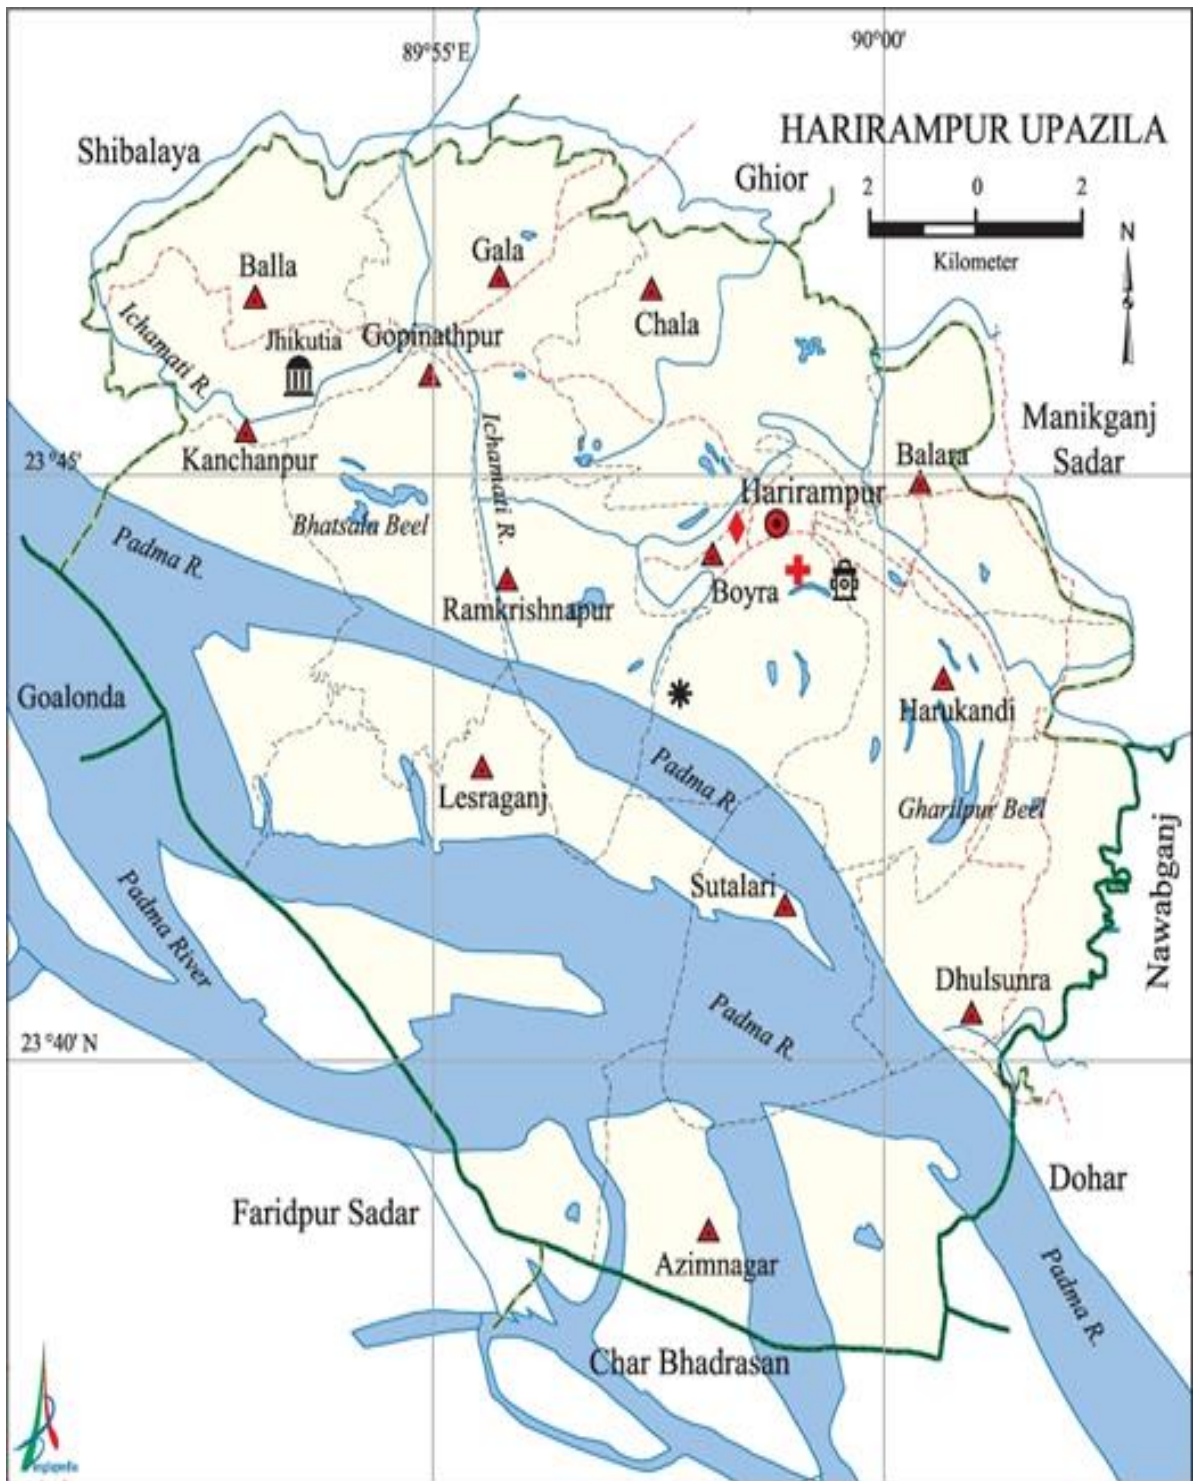 89°55' E
90°00'
HARIRAMPUR UPAZILA
Shibalaya
Ghior
2 0 2
Kilometer
N
Gala
Balla
Chala
Ichamati R.
Jhikutia
Gopinathpur
Manikganj
Sadar
Ichamati R.
Balara
Kanchanpur
23°45'
Harirampur
Bhatsala Beel
Padma R.
Boyra
Ramkrishnapur
Goalonda
Harukandi
Padma R.
Lesraganj
Gharilpur Beel
Nawabganj
Sutalari
Padma River
Dhulsunra
Padma R.
23°40' N
Dohar
Faridpur Sadar
Azimnagar
Padma R.
Char Bhadrasan